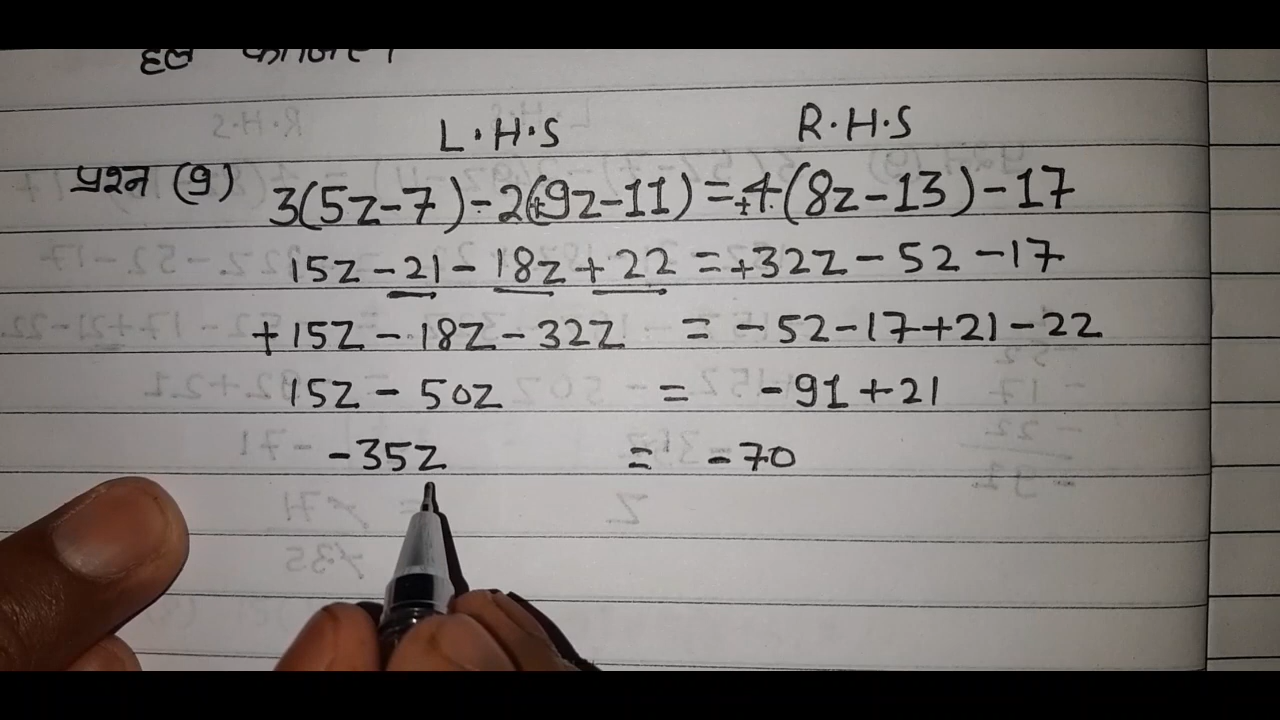 हल कीजिए।
L.H.S R.H.S
प्रश्न (9) 3(5z-7)-2(+9z-11)=+4(8z-13)-17
15z-21-18z+22=+32z-52-17
+15z-18z-32z = -52-17+21-22
15z-50z = -91+21
-35z = -70